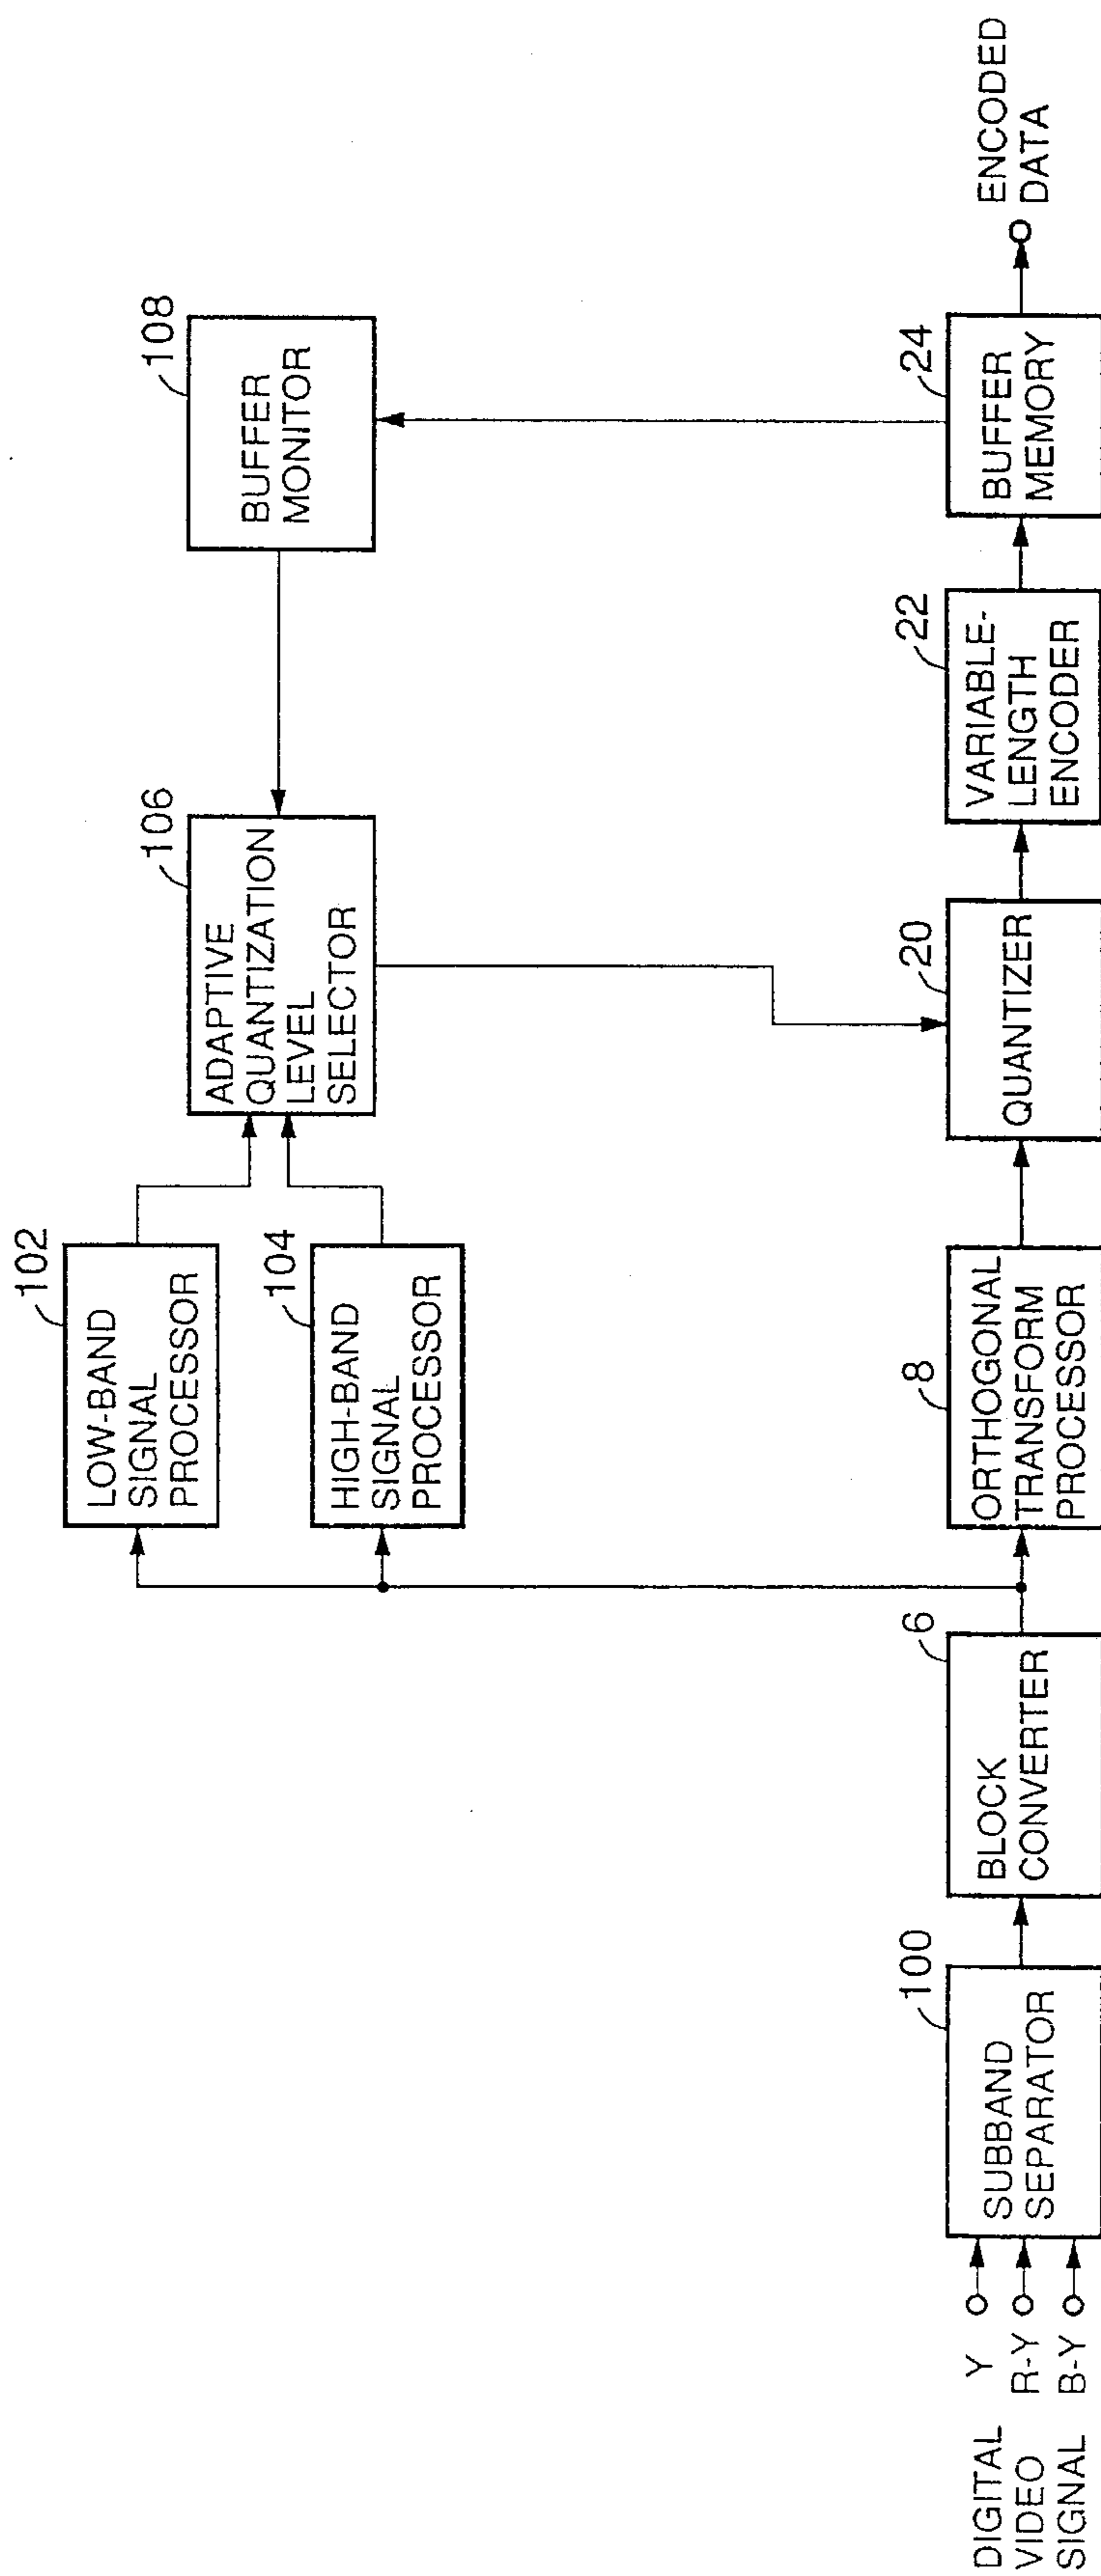 DIGITAL
VIDEO
SIGNAL
Y
R-Y
B-Y
100
SUBBAND
SEPARATOR
6
BLOCK
CONVERTER
102
LOW-BAND
SIGNAL
PROCESSOR
104
HIGH-BAND
SIGNAL
PROCESSOR
8
ORTHOGONAL
TRANSFORM
PROCESSOR
106
ADAPTIVE
QUANTIZATION
LEVEL
SELECTOR
20
QUANTIZER
22
VARIABLE-
LENGTH
ENCODER
108
BUFFER
MONITOR
24
BUFFER
MEMORY
ENCODED
DATA